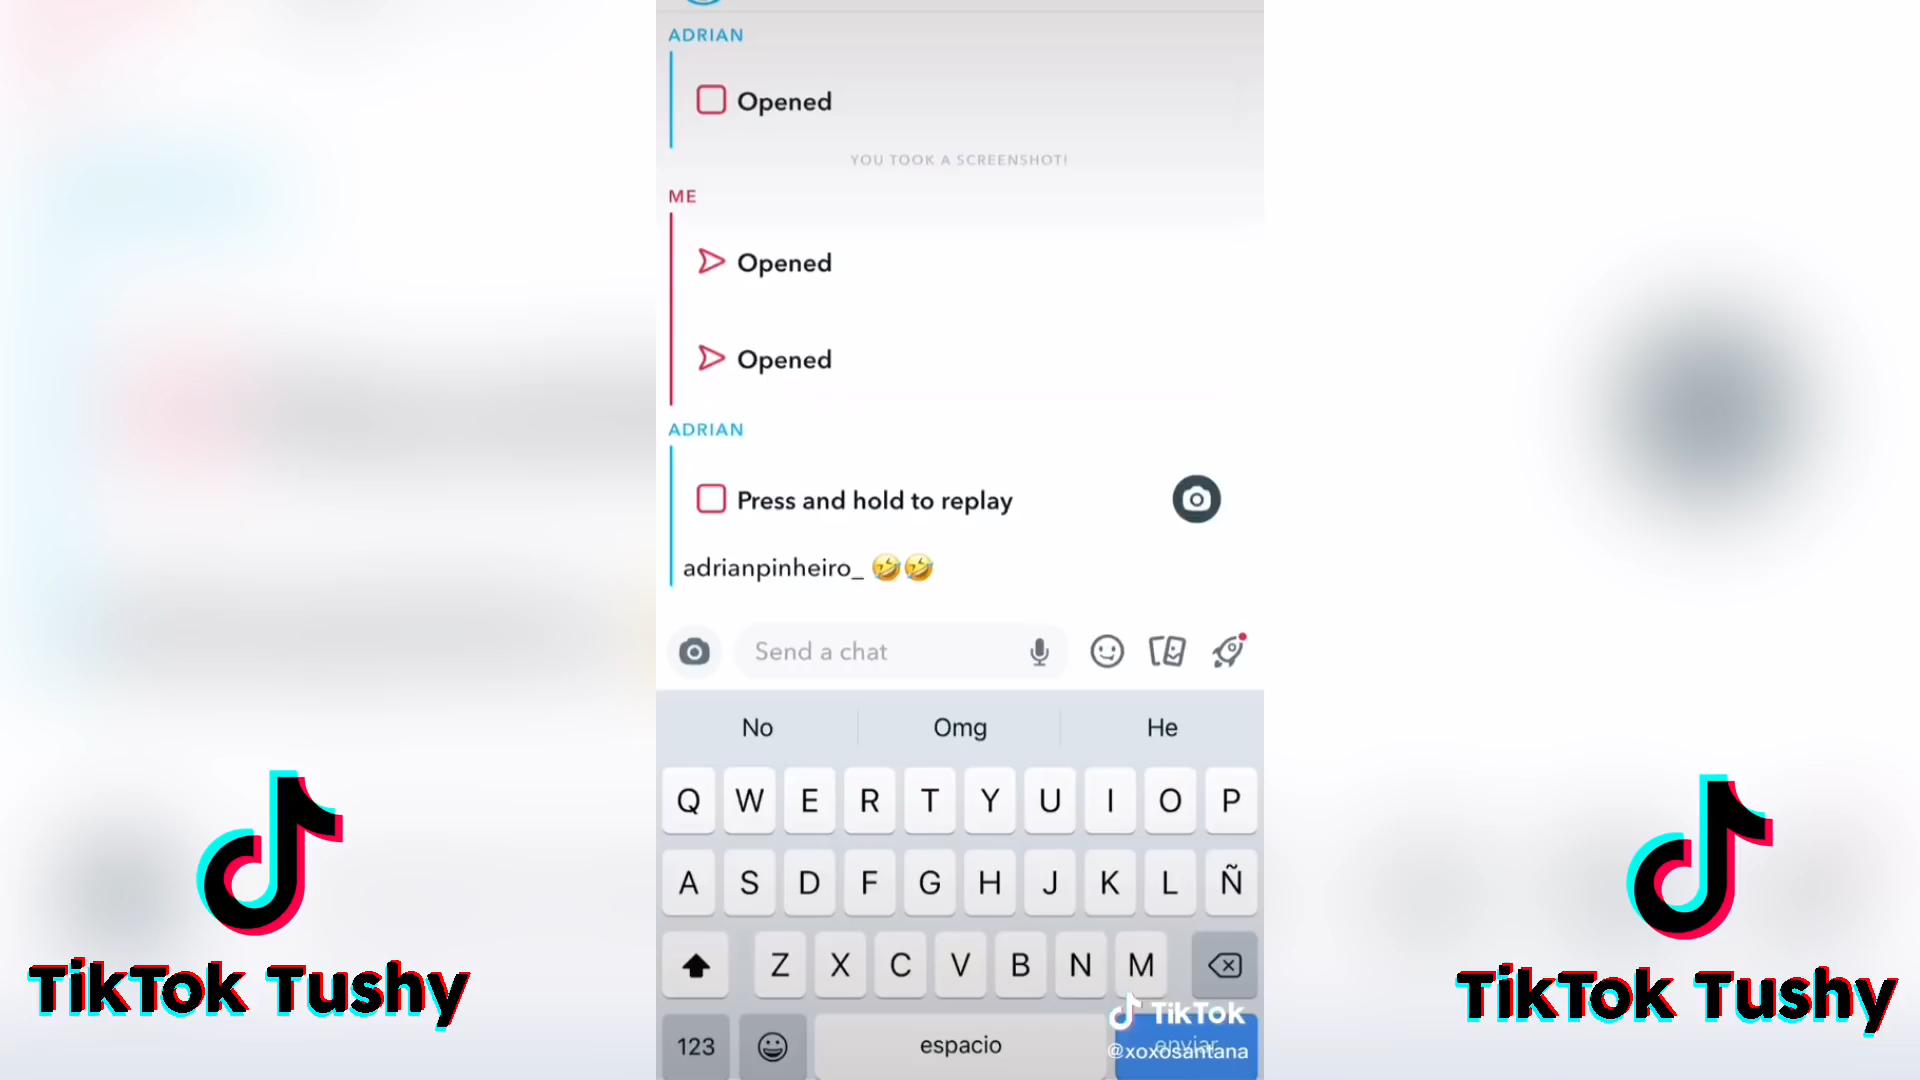 ADRIAN
Opened
YOU TOOK A SCREENSHOT!
ME
Opened
Opened
ADRIAN
Press and hold to replay
adrianpinheiro_ 🤣🤣
Send a chat
No Omg He
Q W E R T Y U I O P
A S D F G H J K L Ñ
Z X C V B N M
123 espacio enviar
TikTok
@xoxosantana
TikTok Tushy
TikTok Tushy